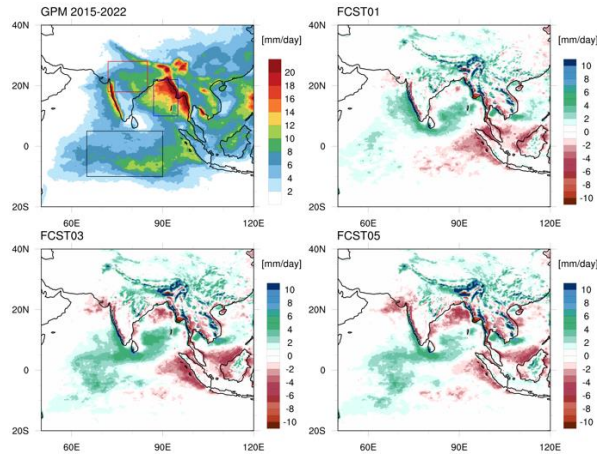 GPM 2015-2022
[mm/day]
40N
20N
0
20S
60E
90E
120E
20
18
16
14
12
10
8
6
4
2
FCST01
[mm/day]
40N
20N
0
20S
60E
90E
120E
10
8
6
4
2
0
-2
-4
-6
-8
-10
FCST03
[mm/day]
40N
20N
0
20S
60E
90E
120E
10
8
6
4
2
0
-2
-4
-6
-8
-10
FCST05
[mm/day]
40N
20N
0
20S
60E
90E
120E
10
8
6
4
2
0
-2
-4
-6
-8
-10